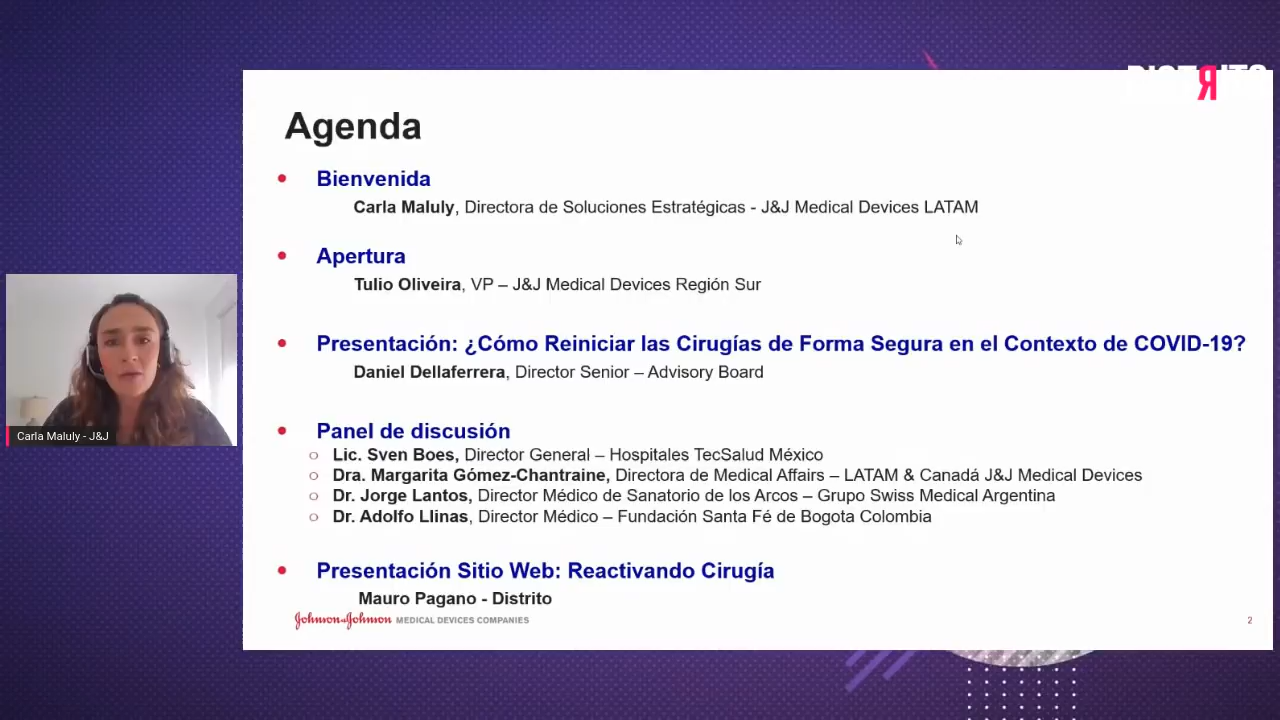 Agenda
Bienvenida
Carla Maluly, Directora de Soluciones Estratégicas - J&J Medical Devices LATAM
Apertura
Tulio Oliveira, VP – J&J Medical Devices Región Sur
Presentación: ¿Cómo Reiniciar las Cirugías de Forma Segura en el Contexto de COVID-19?
Daniel Dellaferrera, Director Senior – Advisory Board
Panel de discusión
Lic. Sven Boes, Director General – Hospitales TecSalud México
Dra. Margarita Gómez-Chantraine, Directora de Medical Affairs – LATAM & Canadá J&J Medical Devices
Dr. Jorge Lantos, Director Médico de Sanatorio de los Arcos – Grupo Swiss Medical Argentina
Dr. Adolfo Llinas, Director Médico – Fundación Santa Fé de Bogota Colombia
Presentación Sitio Web: Reactivando Cirugía
Mauro Pagano - Distrito
Johnson & Johnson MEDICAL DEVICES COMPANIES
2
Carla Maluly - J&J